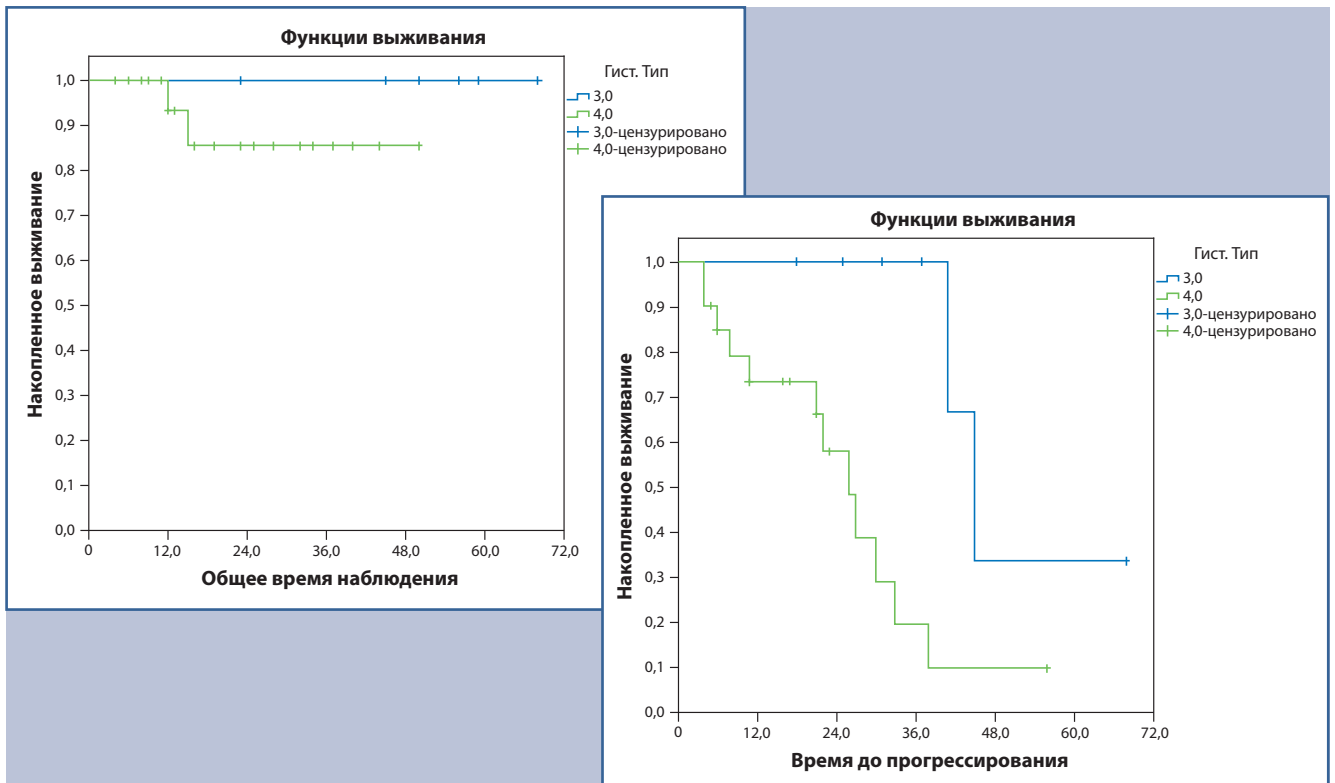 Функции выживания
Накопленное выживание
1,0
0,9
0,8
0,7
0,6
0,5
0,4
0,3
0,2
0,1
0,0
0 12,0 24,0 36,0 48,0 60,0 72,0
Общее время наблюдения
Гист. Тип
3,0
4,0
3,0-цензурировано
4,0-цензурировано
Функции выживания
Накопленное выживание
1,0
0,9
0,8
0,7
0,6
0,5
0,4
0,3
0,2
0,1
0,0
0 12,0 24,0 36,0 48,0 60,0 72,0
Время до прогрессирования
Гист. Тип
3,0
4,0
3,0-цензурировано
4,0-цензурировано